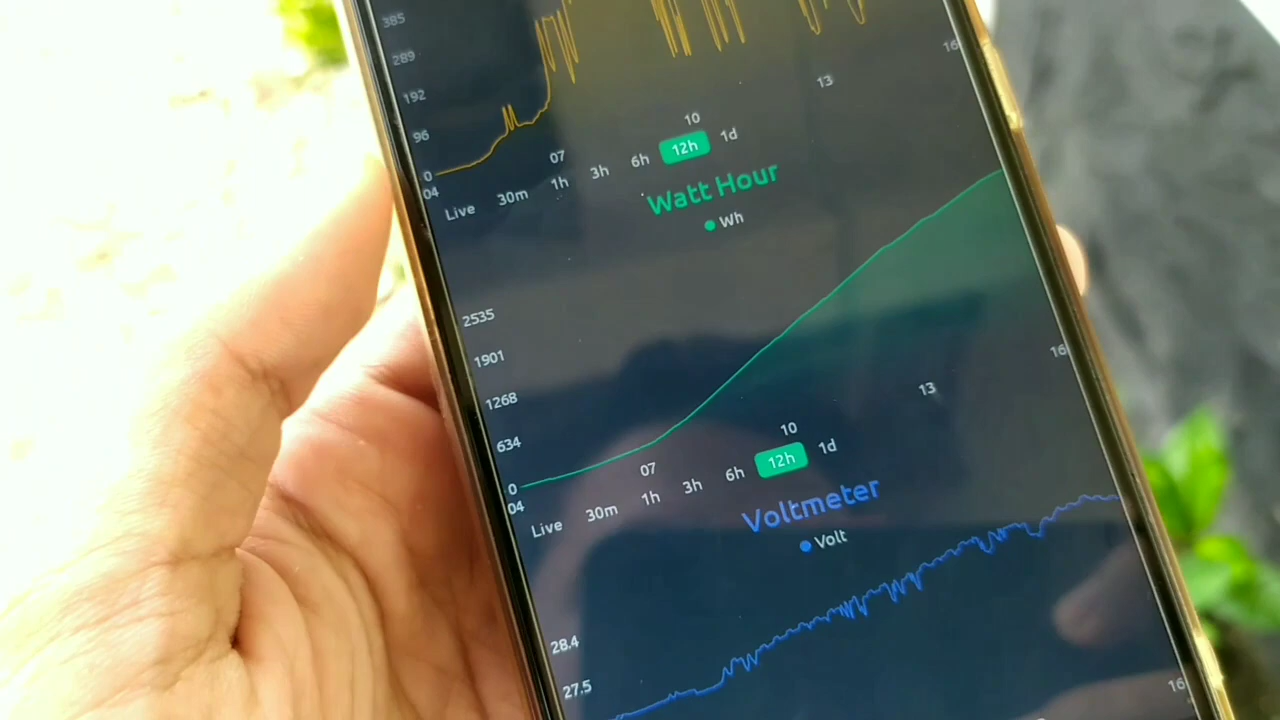 385
289
192
96
0
04 07 10 13 16
Live 30m 1h 3h 6h 12h 1d
Watt Hour
Wh
2535
1901
1268
634
0
04 07 10 13 16
Live 30m 1h 3h 6h 12h 1d
Voltmeter
Volt
28.4
27.5
16